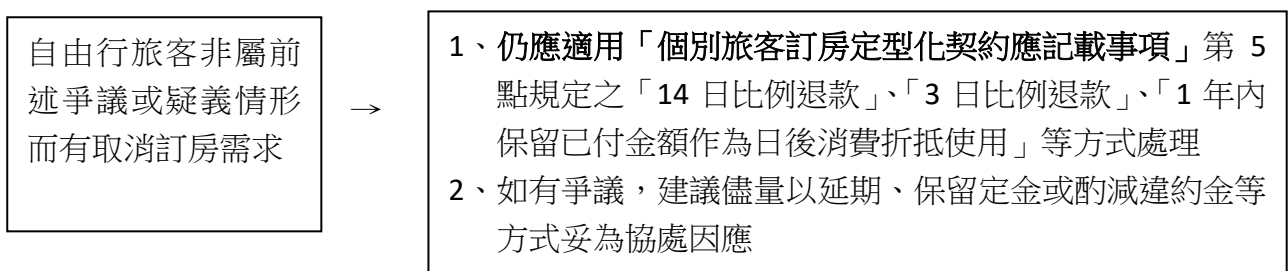 自由行旅客非屬前
述爭議或疑義情形
而有取消訂房需求
→
1、仍應適用「個別旅客訂房定型化契約應記載事項」第 5
點規定之「14 日比例退款」、「3 日比例退款」、「1 年內
保留已付金額作為日後消費折抵使用」等方式處理
2、如有爭議，建議儘量以延期、保留定金或酌減違約金等
方式妥為協處因應